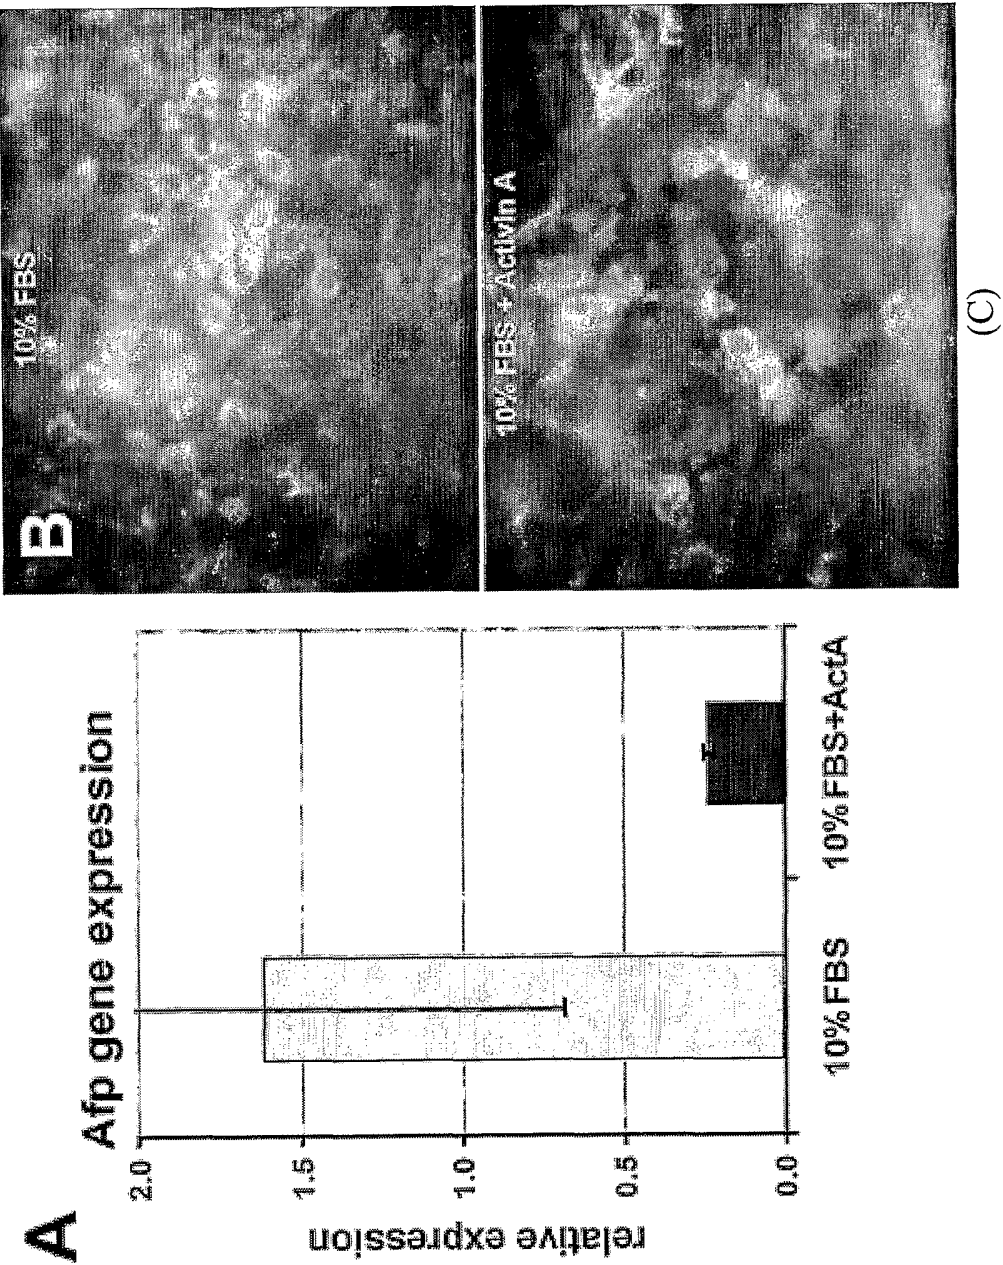 A
Afp gene expression
relative expression
2.0
1.5
1.0
0.5
0.0
10%FBS
10%FBS+ActA
B
10% FBS
10% FBS + Activin A
(C)